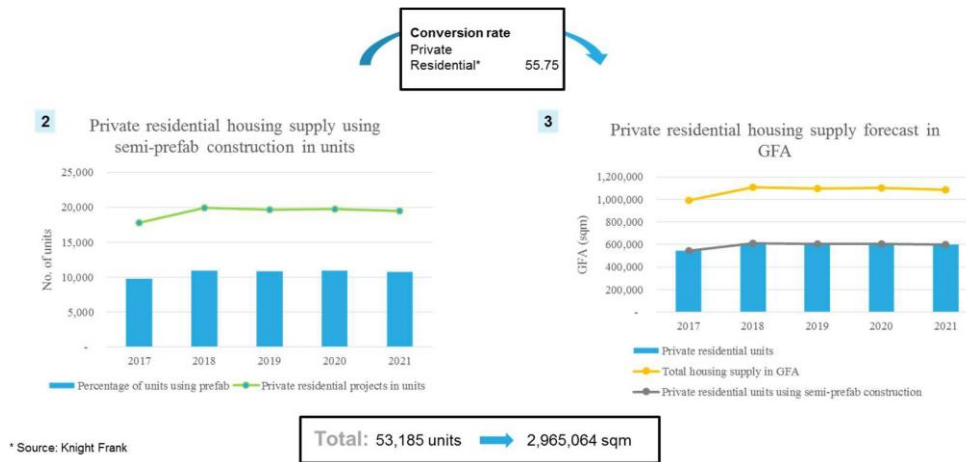 Conversion rate
Private
Residential* 55.75
2
Private residential housing supply using
semi-prefab construction in units
25,000
20,000
15,000
10,000
5,000
-
No. of units
2017 2018 2019 2020 2021
Percentage of units using prefab Private residential projects in units
3
Private residential housing supply forecast in
GFA
1,200,000
1,000,000
800,000
600,000
400,000
200,000
-
GFA (sqm)
2017 2018 2019 2020 2021
Private residential units
Total housing supply in GFA
Private residential units using semi-prefab construction
Total: 53,185 units 2,965,064 sqm
* Source: Knight Frank